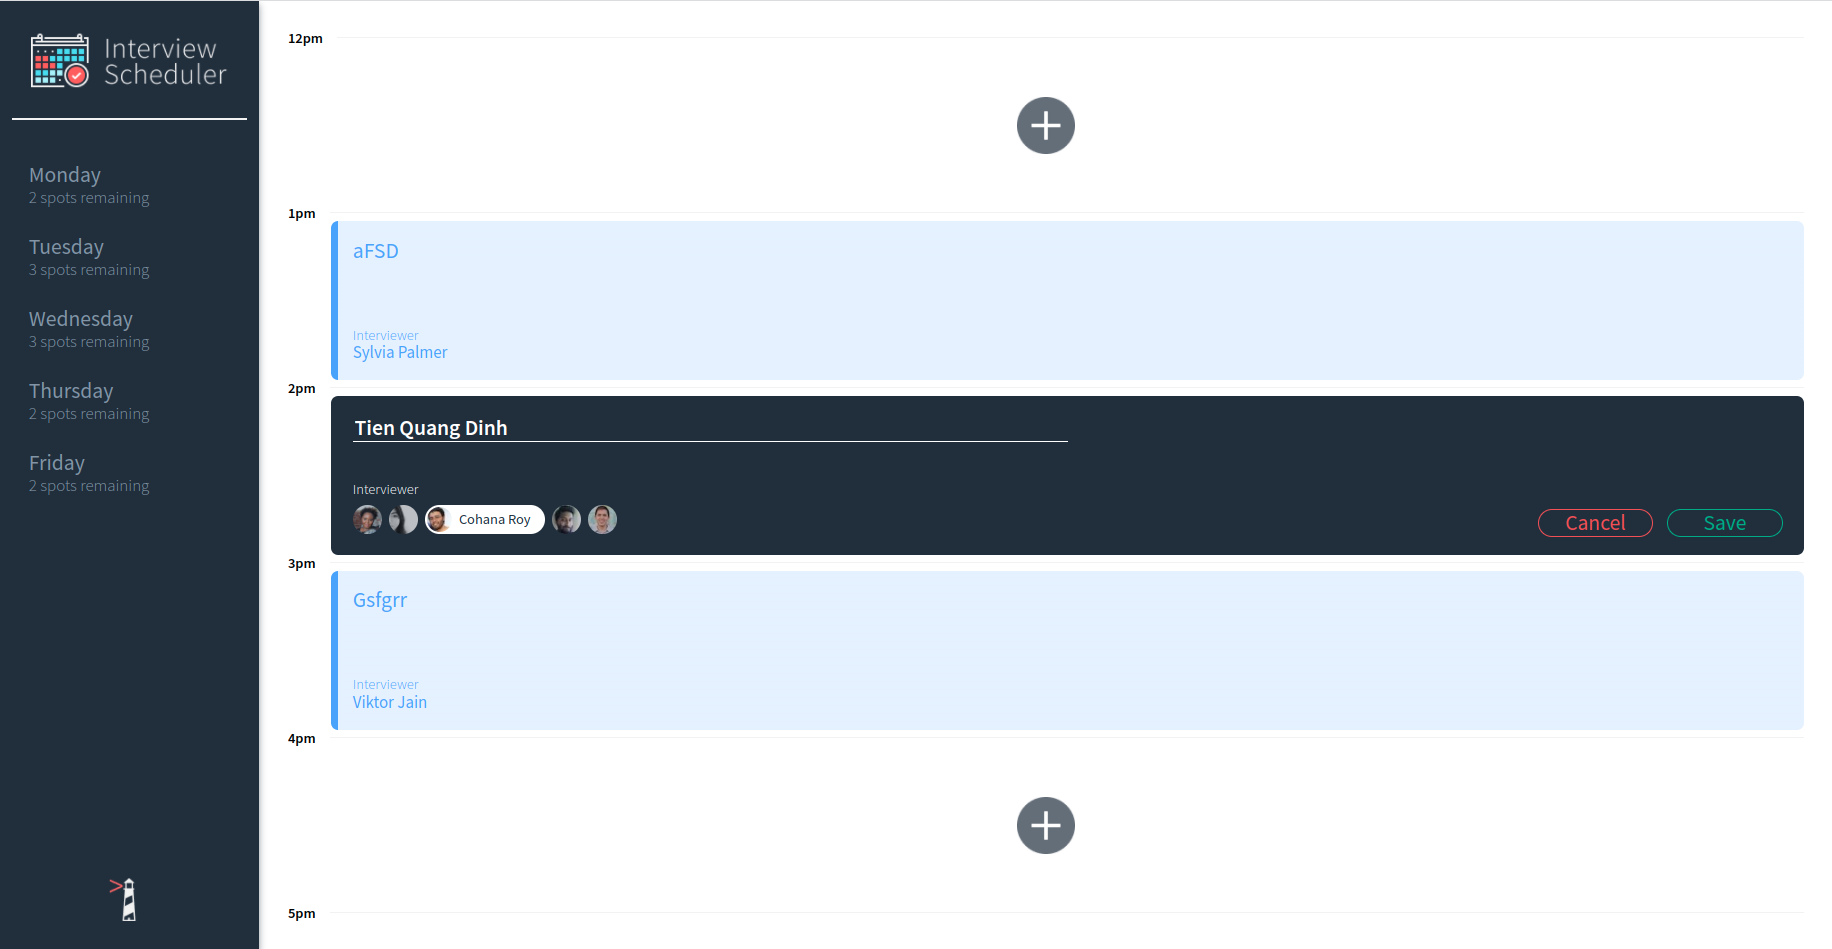 Interview
Scheduler
Monday
2 spots remaining
Tuesday
3 spots remaining
Wednesday
3 spots remaining
Thursday
2 spots remaining
Friday
2 spots remaining
12pm
1pm
aFSD
Interviewer
Sylvia Palmer
2pm
Tien Quang Dinh
Interviewer
Cohana Roy
Cancel Save
3pm
Gsfgrr
Interviewer
Viktor Jain
4pm
5pm